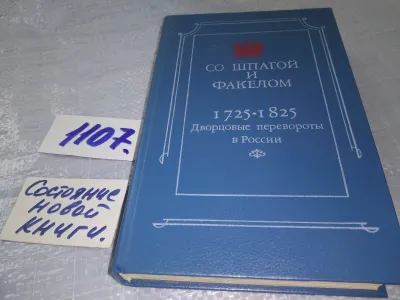 СО ШПАГОЙ
И
ФАКЕЛОМ
1725·1825
Дворцовые перевороты
в России
1107.
Состояние
новой
книги.